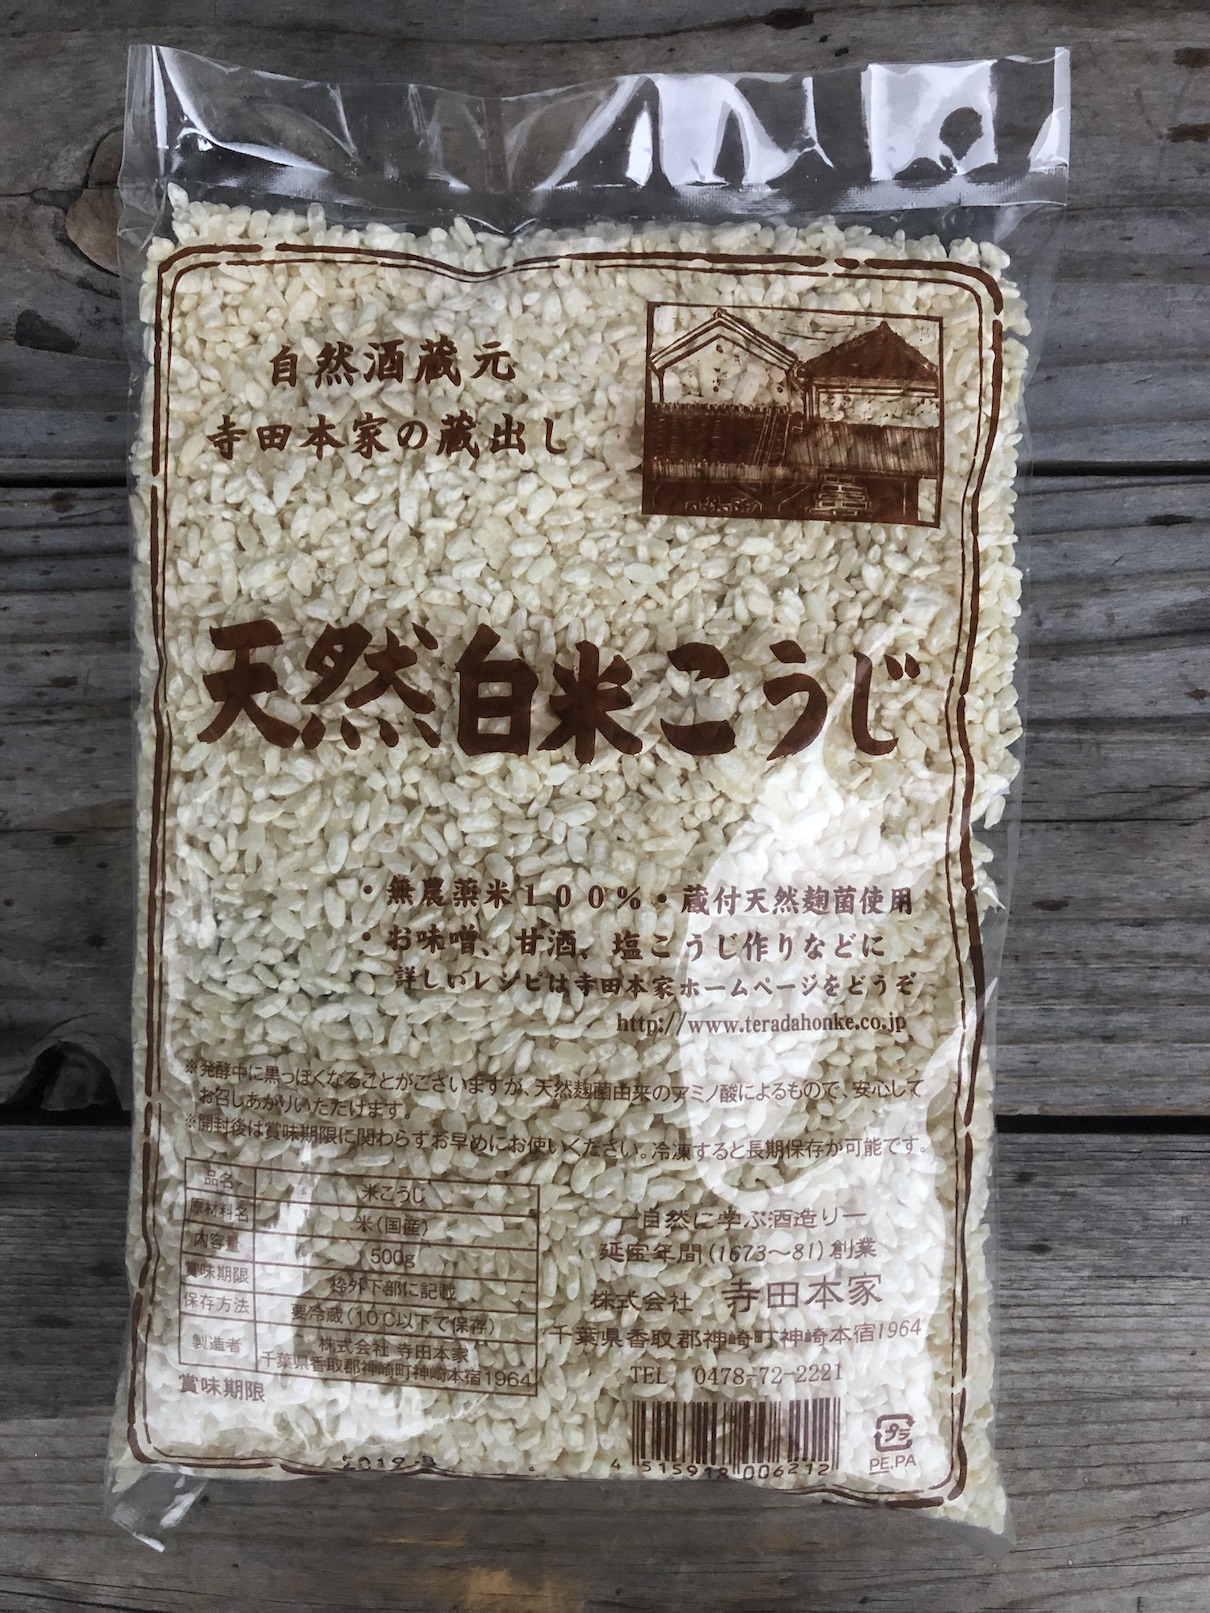 自然酒蔵元
寺田本家の蔵出し
天然白米こうじ
・無農薬米100%・蔵付天然麹菌使用
・お味噌、甘酒、塩こうじ作りなどに
詳しいレシピは寺田本家ホームページをどうぞ
http://www.teradahonke.co.jp
※発酵中に黒っぽくなることがございますが、天然麹菌由来のアミノ酸によるもので、安心して
お召しあがりいただけます。
※開封後は賞味期限に関わらずお早めにお使いください。冷凍すると長期保存が可能です。
品名 米こうじ
原材料名 米(国産)
内容量 500g
賞味期限 枠外下部に記載
保存方法 要冷蔵(10℃以下で保存)
製造者 株式会社 寺田本家
千葉県香取郡神崎町神崎本宿1964
賞味期限
ー自然に学ぶ酒造りー
延宝年間(1673〜81)創業
株式会社 寺田本家
千葉県香取郡神崎町神崎本宿1964
TEL 0478-72-2221
4 515918 006212
プラ
PE.PA